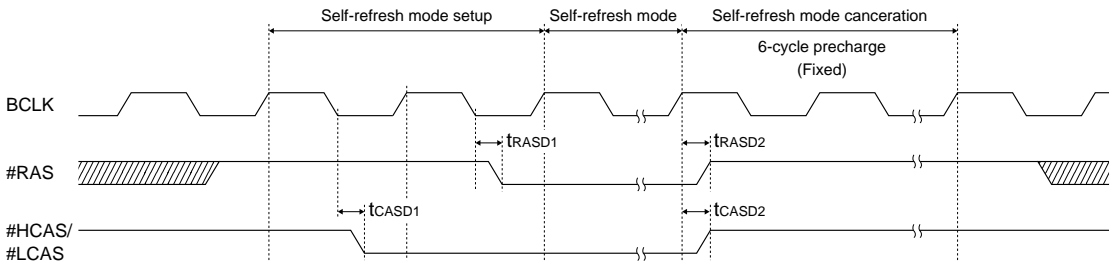 Self-refresh mode setup
Self-refresh mode
Self-refresh mode canceration
6-cycle precharge
(Fixed)
BCLK
tRASD1
tRASD2
#RAS
tCASD1
tCASD2
#HCAS/
#LCAS